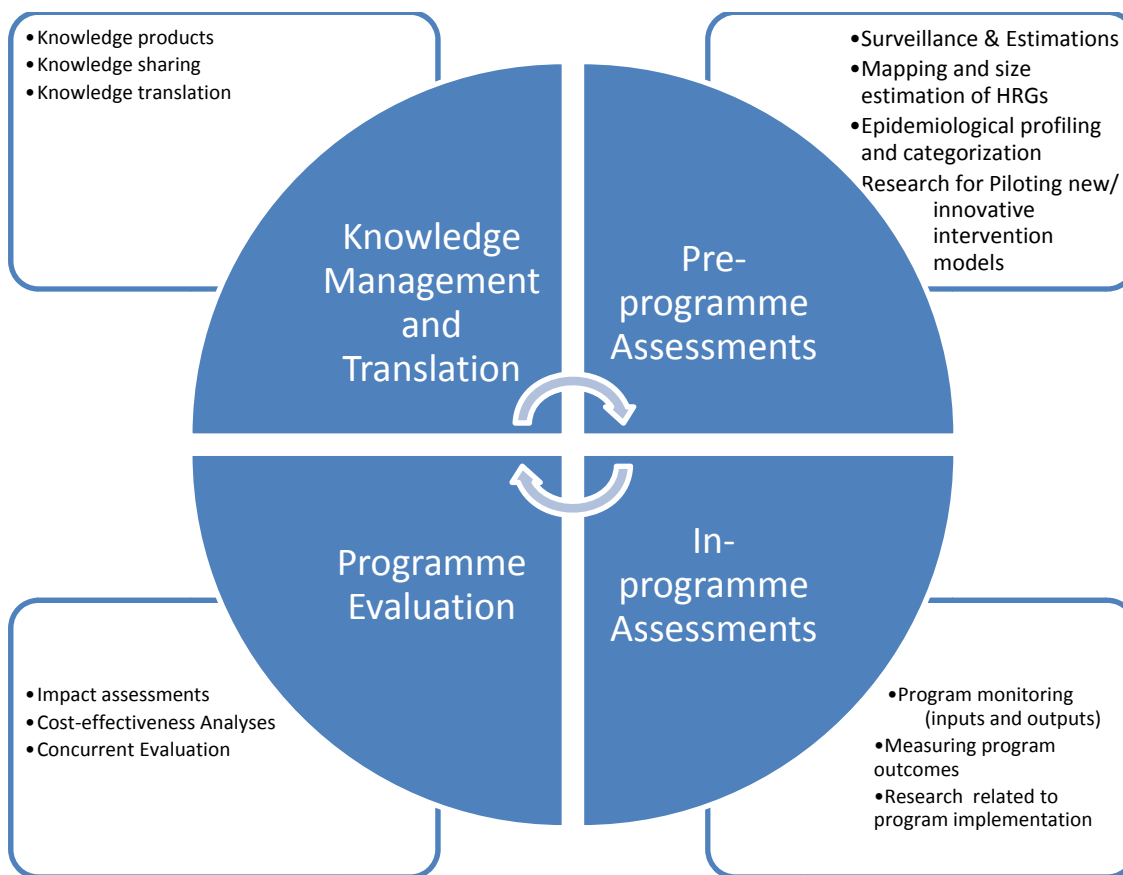 •Knowledge products
•Knowledge sharing
•Knowledge translation
•Surveillance & Estimations
•Mapping and size
estimation of HRGs
•Epidemiological profiling
and categorization
Research for Piloting new/
innovative
intervention
models
Knowledge
Management
and
Translation
Pre-
programme
Assessments
Programme
Evaluation
In-
programme
Assessments
•Impact assessments
•Cost-effectiveness Analyses
•Concurrent Evaluation
•Program monitoring
(inputs and outputs)
•Measuring program
outcomes
•Research related to
program implementation